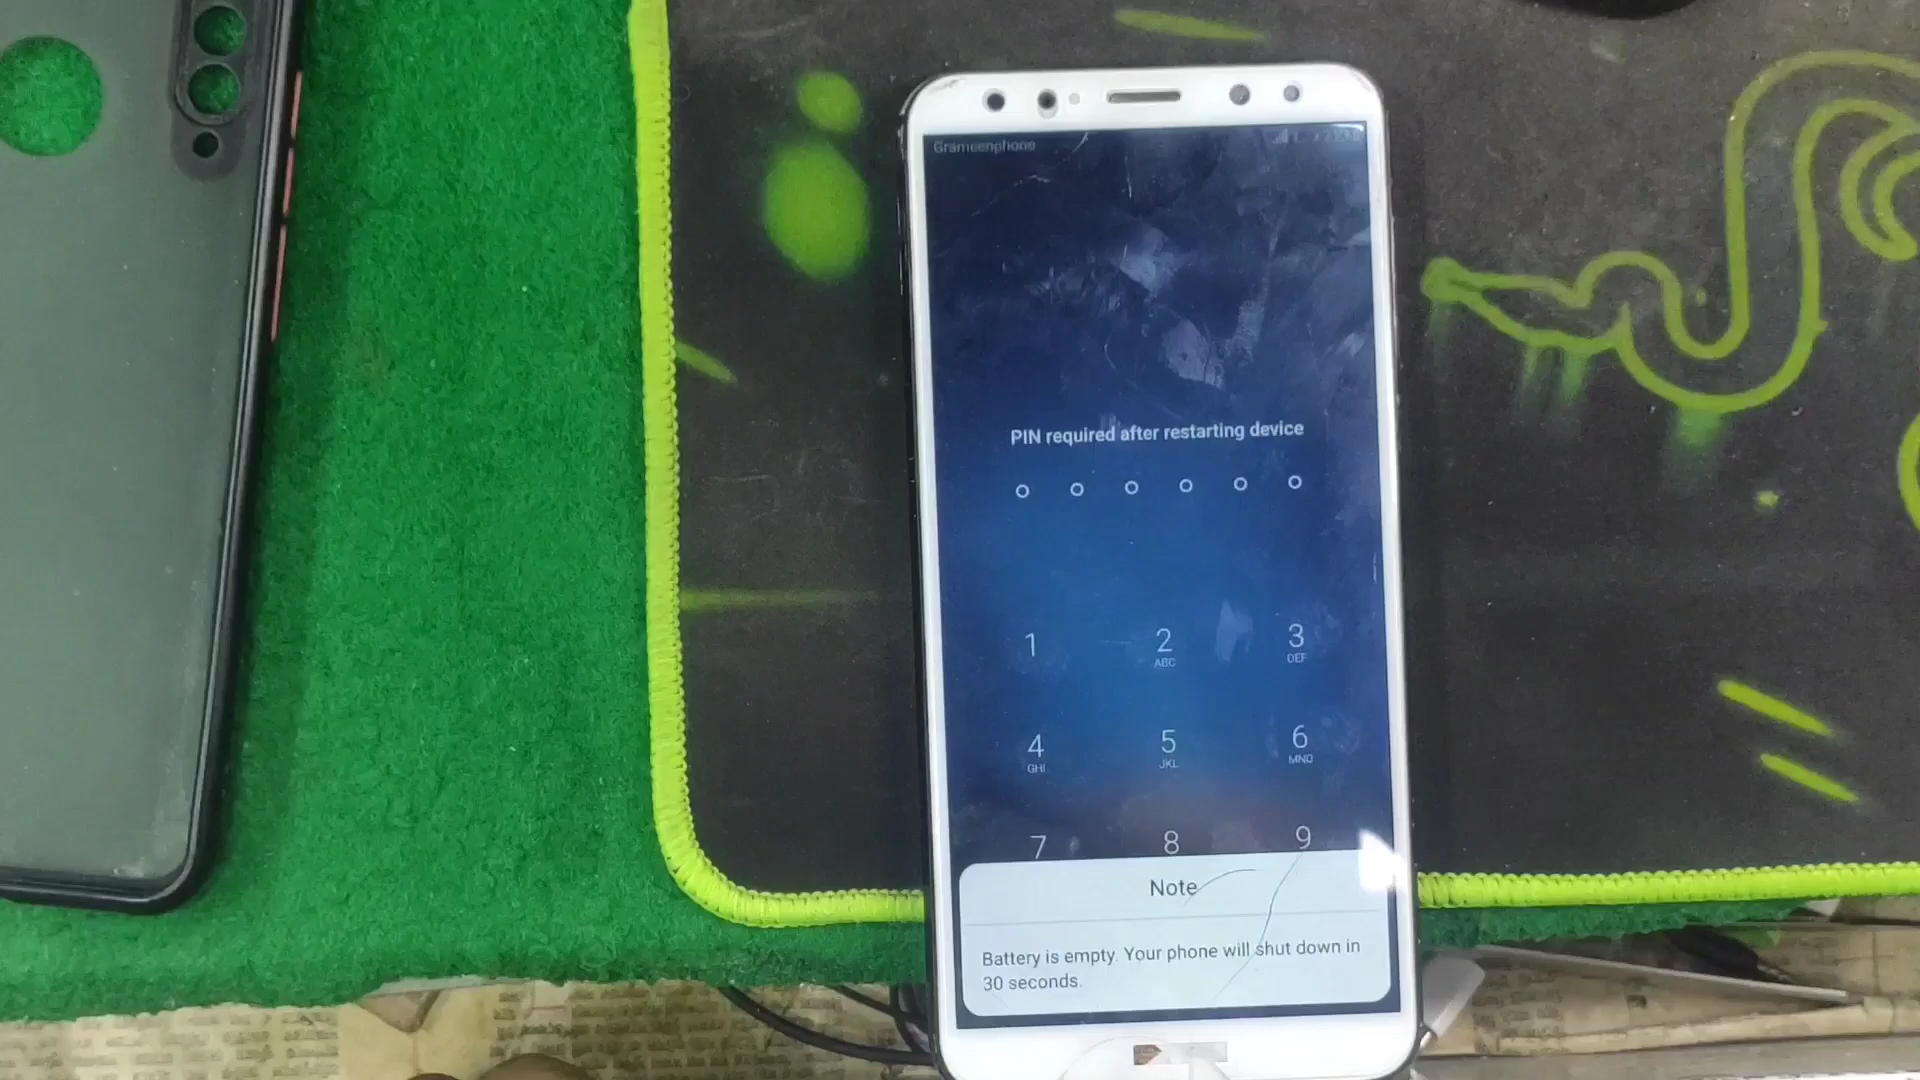 Grameenphone
PIN required after restarting device
1
2
ABC
3
DEF
4
GHI
5
JKL
6
MNO
7
8
9
Note
Battery is empty. Your phone will shut down in
30 seconds.